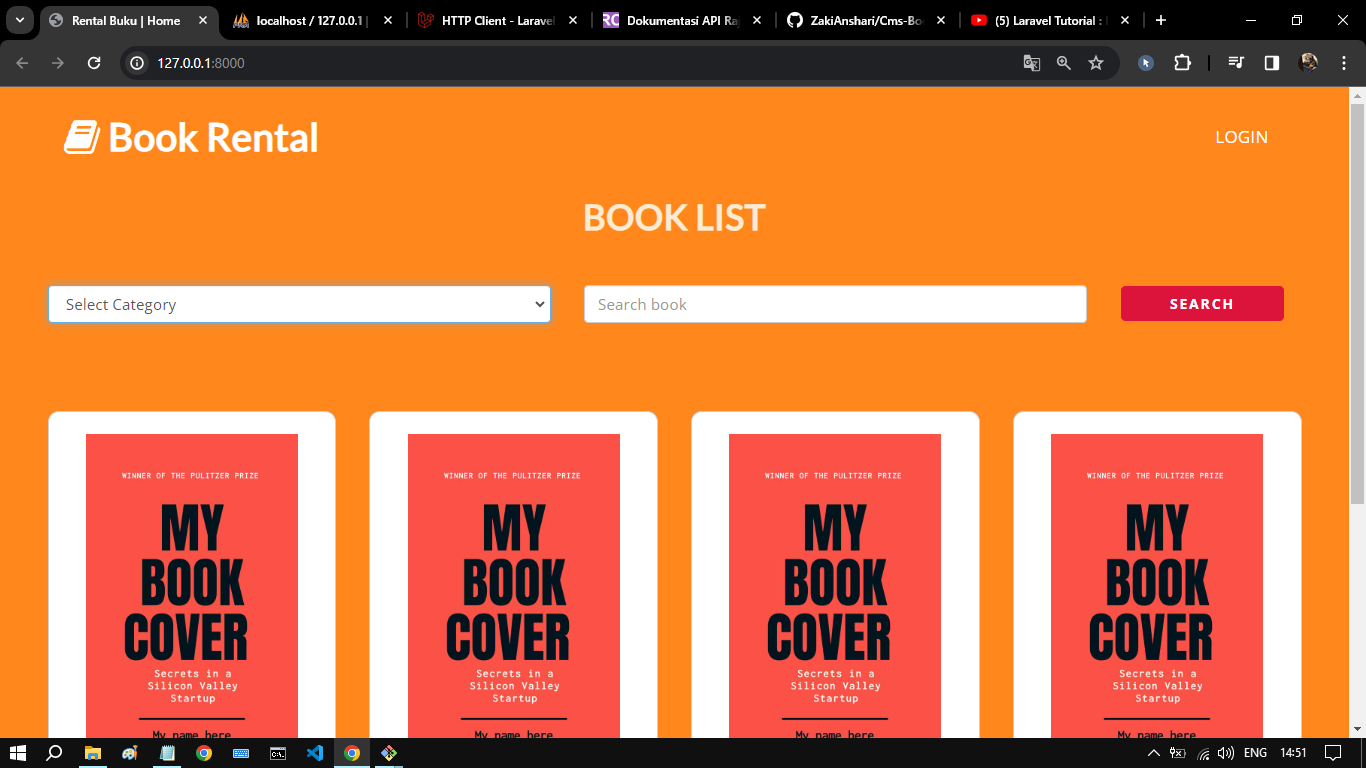 Rental Buku | Home
localhost / 127.0.0.1 |
HTTP Client - Laravel
Dokumentasi API Ra
ZakiAnshari/Cms-Bo
(5) Laravel Tutorial :
127.0.0.1:8000
Book Rental
LOGIN
BOOK LIST
Select Category
Search book
SEARCH
WINNER OF THE PULITZER PRIZE
MY
BOOK
COVER
Secrets in a
Silicon Valley
Startup
My name here
WINNER OF THE PULITZER PRIZE
MY
BOOK
COVER
Secrets in a
Silicon Valley
Startup
My name here
WINNER OF THE PULITZER PRIZE
MY
BOOK
COVER
Secrets in a
Silicon Valley
Startup
My name here
WINNER OF THE PULITZER PRIZE
MY
BOOK
COVER
Secrets in a
Silicon Valley
Startup
My name here
ENG
14:51